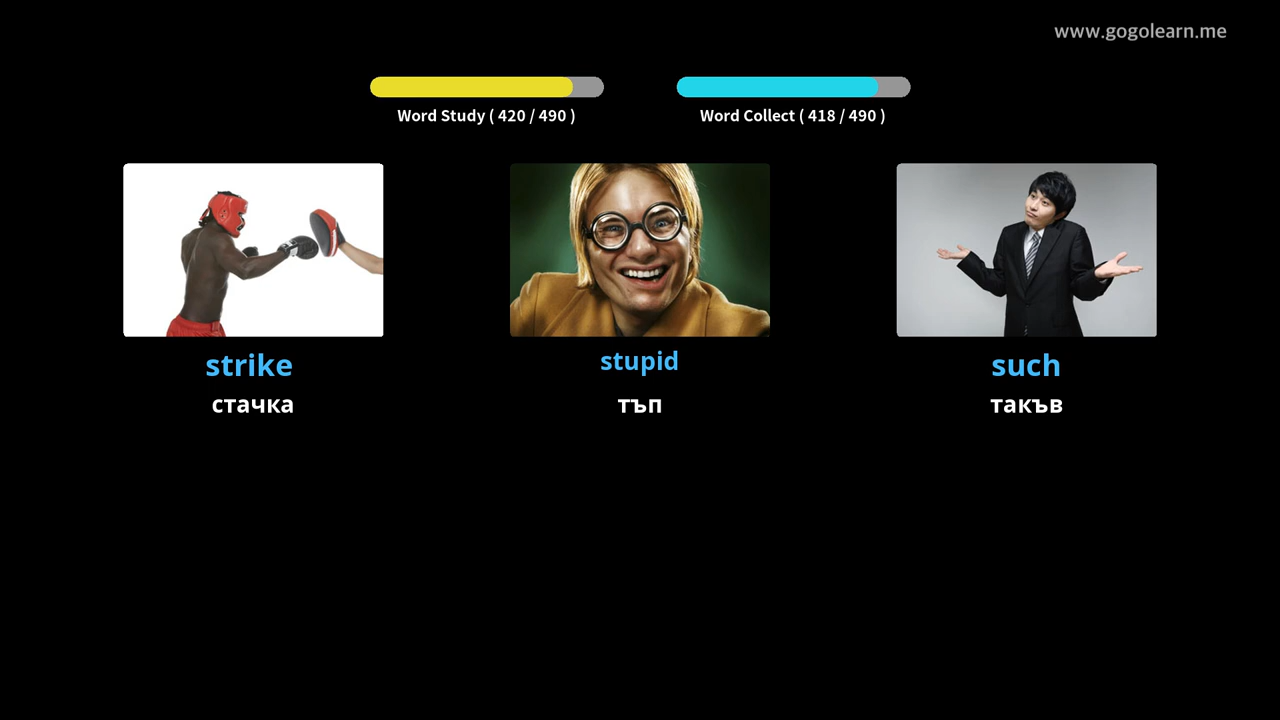 www.gogolearn.me
Word Study ( 420 / 490 )
Word Collect ( 418 / 490 )
strike
стачка
stupid
тъп
such
такъв